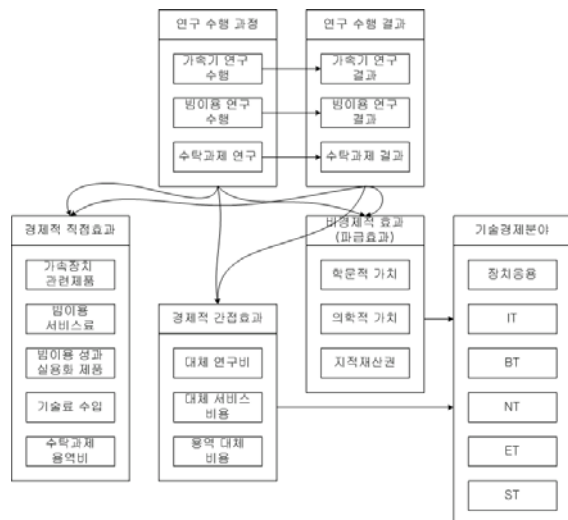 연구 수행 과정
가속기 연구
수행
빔이용 연구
수행
수탁과제 연구
연구 수행 결과
가속기 연구
결과
빔이용 연구
결과
수탁과제 결과
경제적 직접효과
가속장치
관련제품
빔이용
서비스료
빔이용 성과
실용화 제품
기술료 수입
수탁과제
용역비
경제적 간접효과
대체 연구비
대체 서비스
비용
용역 대체
비용
비경제적 효과
(파급효과)
학문적 가치
의학적 가치
지적재산권
기술경제분야
장치응용
IT
BT
NT
ET
ST